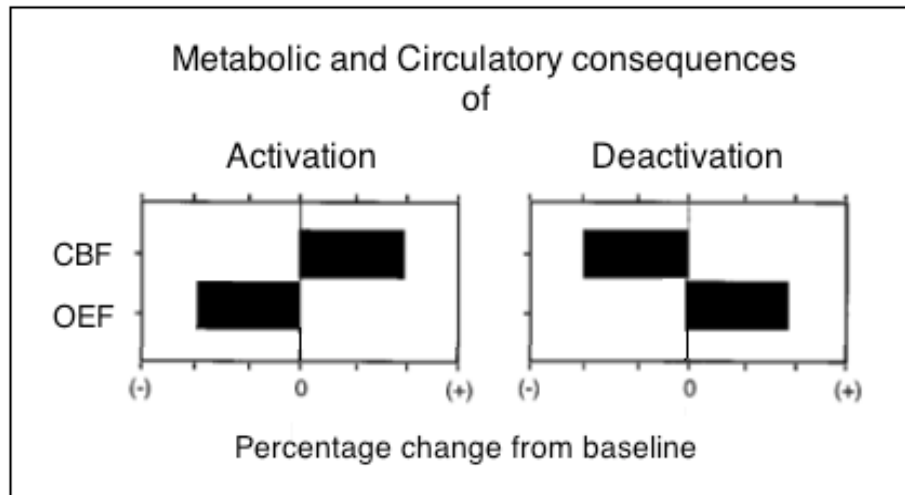 Metabolic and Circulatory consequences
of
Activation
Deactivation
CBF
OEF
(-) 0 (+)
(-) 0 (+)
Percentage change from baseline